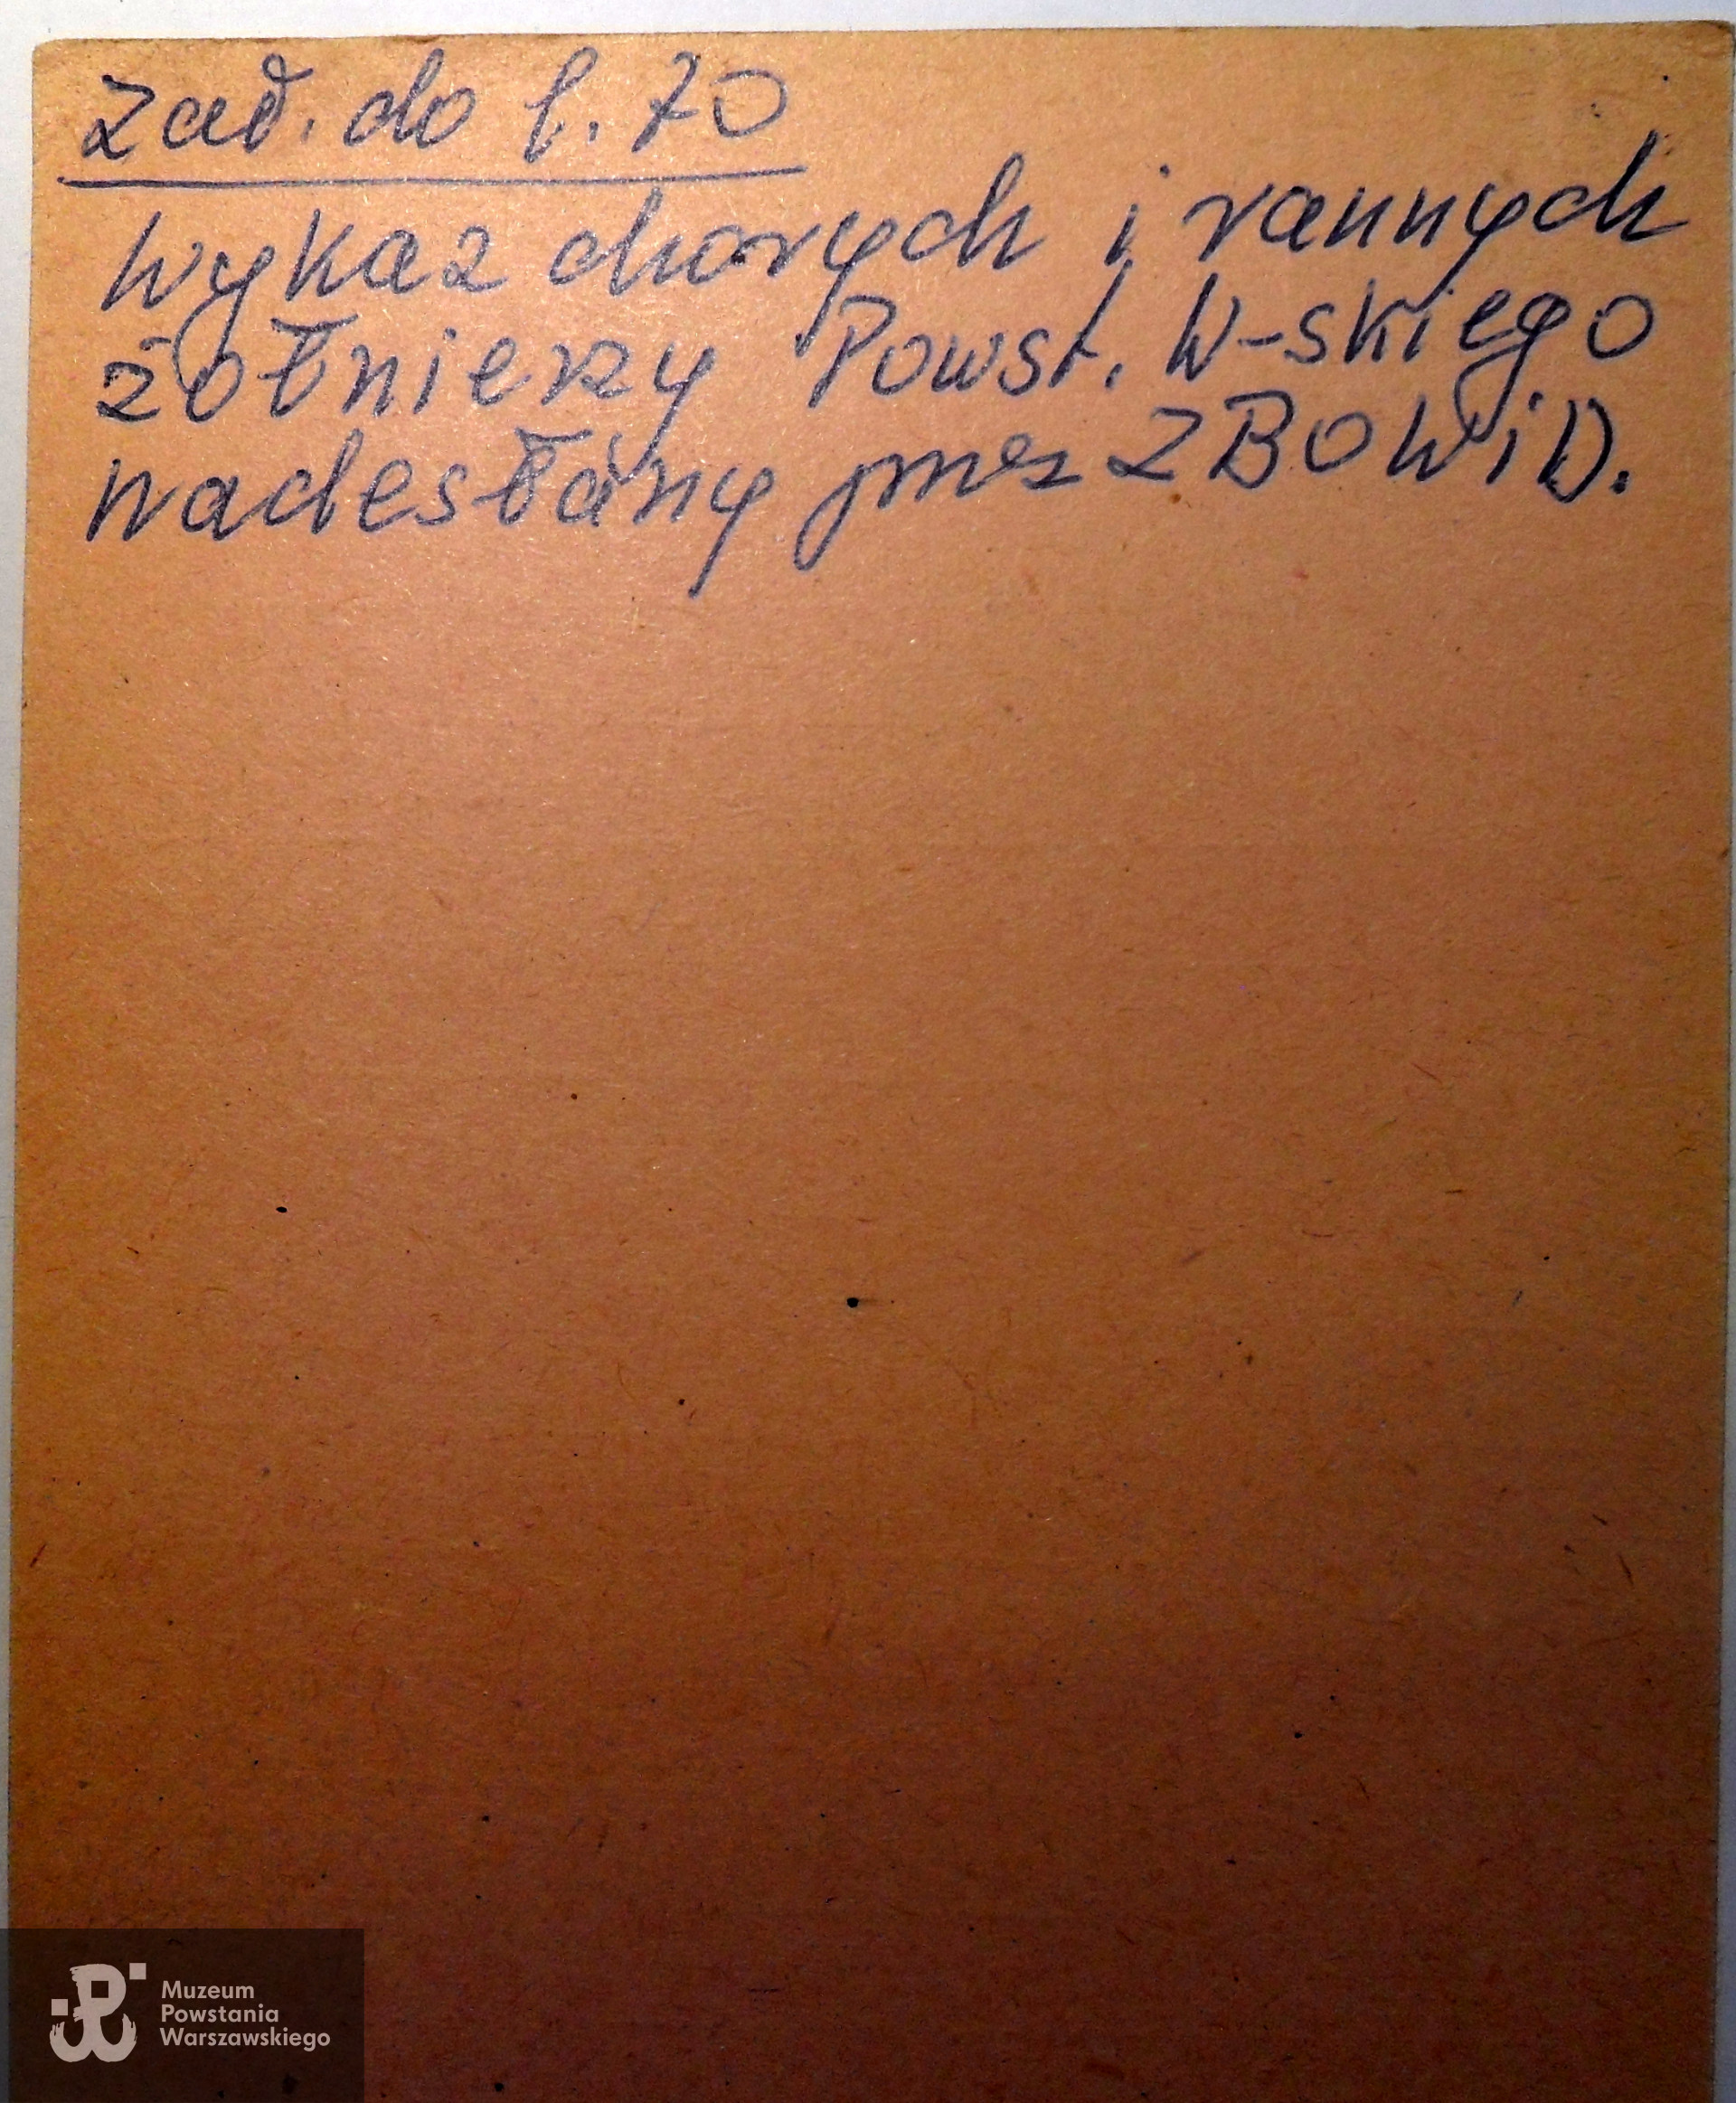 Zał. do l. 70
Wykaz chorych i rannych
żołnierzy Powst. W-skiego
nadesłany przez ZBOWiD.
Muzeum
Powstania
Warszawskiego